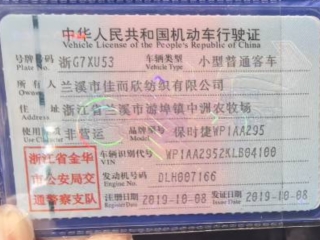 中华人民共和国机动车行驶证
Vehicle License of the People's Republic of China
号牌号码 浙G7XU53 车辆类型 小型普通客车
Plate No. Vehicle Type
所有人 兰溪市佳而欣纺织有限公司
Owner
住址 浙江省兰溪市游埠镇中洲农牧场
Address
使用性质 非营运 品牌型号 保时捷WP1AA295
Use Character Model
浙江省金华
市公安局交
通警察支队
车辆识别代号 WP1AA2952KLB04100
VIN
发动机号码 DLH007166
Engine No.
注册日期 2019-10-08 发证日期 2019-10-08
Register Date Issue Date